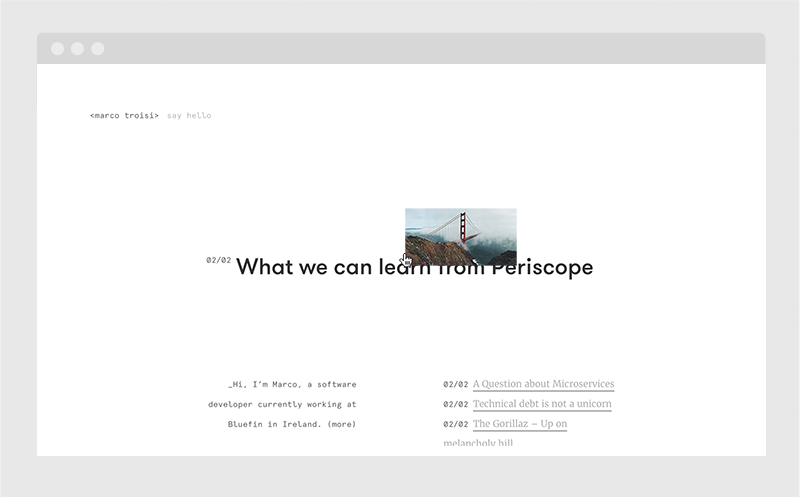 <marco troisi> say hello
02/02 What we can learn from Periscope
_Hi, I'm Marco, a software
developer currently working at
Bluefin in Ireland. (more)
02/02 A Question about Microservices
02/02 Technical debt is not a unicorn
02/02 The Gorillaz – Up on
melancholy hill